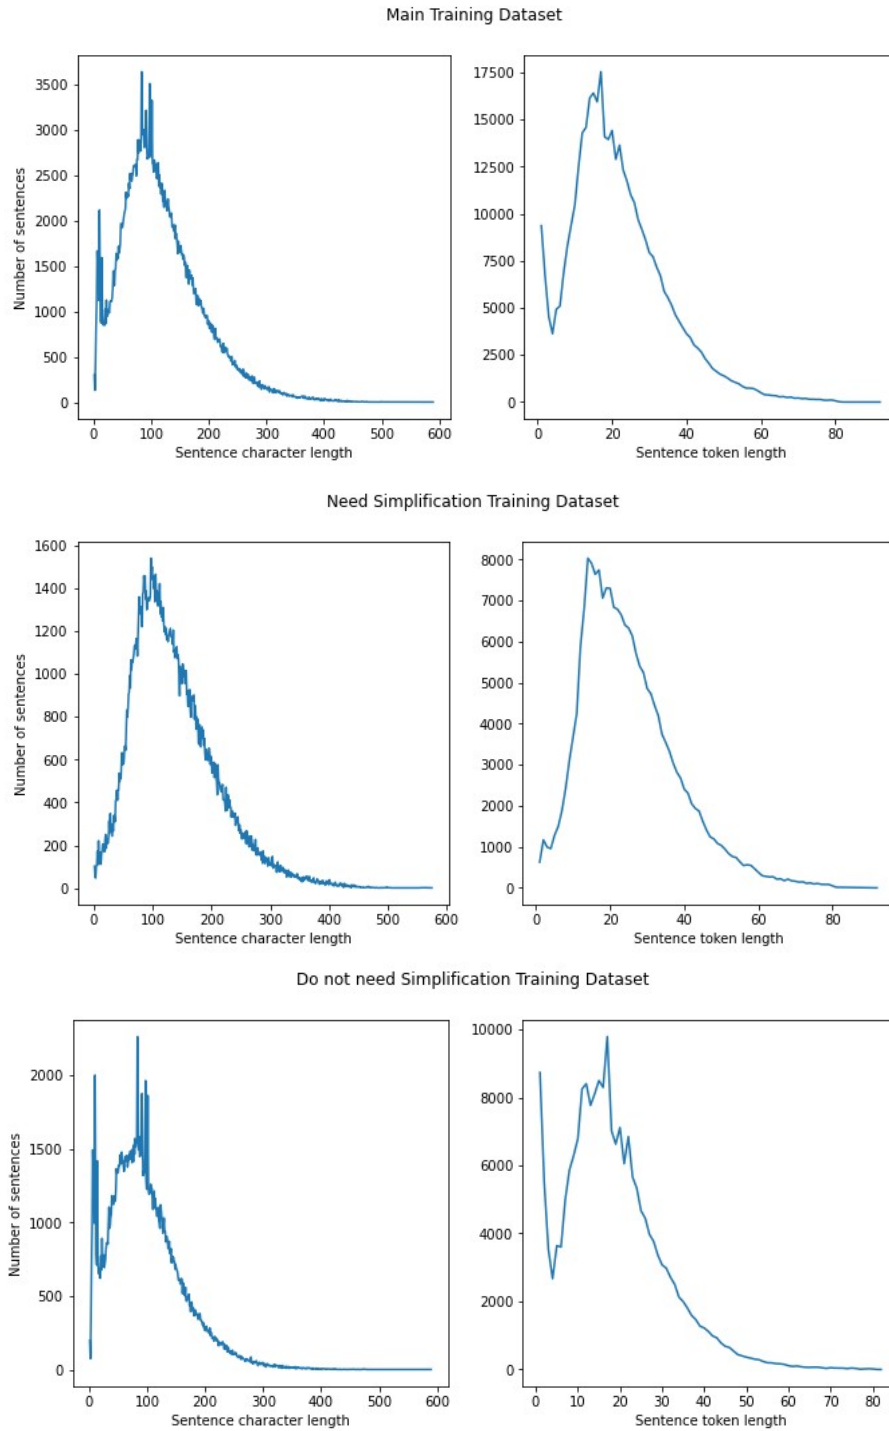 Main Training Dataset
3500
3000
2500
2000
1500
1000
500
0
Number of sentences
0 100 200 300 400 500 600
Sentence character length
17500
15000
12500
10000
7500
5000
2500
0
0 20 40 60 80
Sentence token length
Need Simplification Training Dataset
1600
1400
1200
1000
800
600
400
200
0
Number of sentences
0 100 200 300 400 500 600
Sentence character length
8000
7000
6000
5000
4000
3000
2000
1000
0
0 20 40 60 80
Sentence token length
Do not need Simplification Training Dataset
2000
1500
1000
500
0
Number of sentences
0 100 200 300 400 500 600
Sentence character length
10000
8000
6000
4000
2000
0
0 10 20 30 40 50 60 70 80
Sentence token length